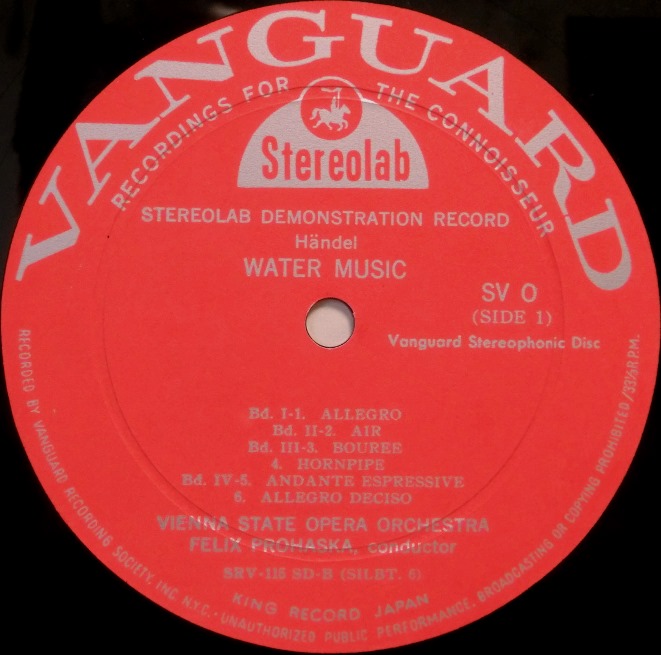 VANGUARD
RECORDINGS FOR THE CONNOISSEUR
Stereolab
STEREOLAB DEMONSTRATION RECORD
Händel
WATER MUSIC
SV O
(SIDE 1)
Vanguard Stereophonic Disc
Bd. I-1. ALLEGRO
Bd. II-2. AIR
Bd. III-3. BOUREE
4. HORNPIPE
Bd. IV-5. ANDANTE ESPRESSIVE
6. ALLEGRO DECISO
VIENNA STATE OPERA ORCHESTRA
FELIX PROHASKA, conductor
SRV-115 SD-B (SILBT. 6)
KING RECORD JAPAN
RECORDED BY VANGUARD RECORDING SOCIETY, INC. N.Y.C. · UNAUTHORIZED PUBLIC PERFORMANCE, BROADCASTING OR COPYING PROHIBITED/33⅓R.P.M.